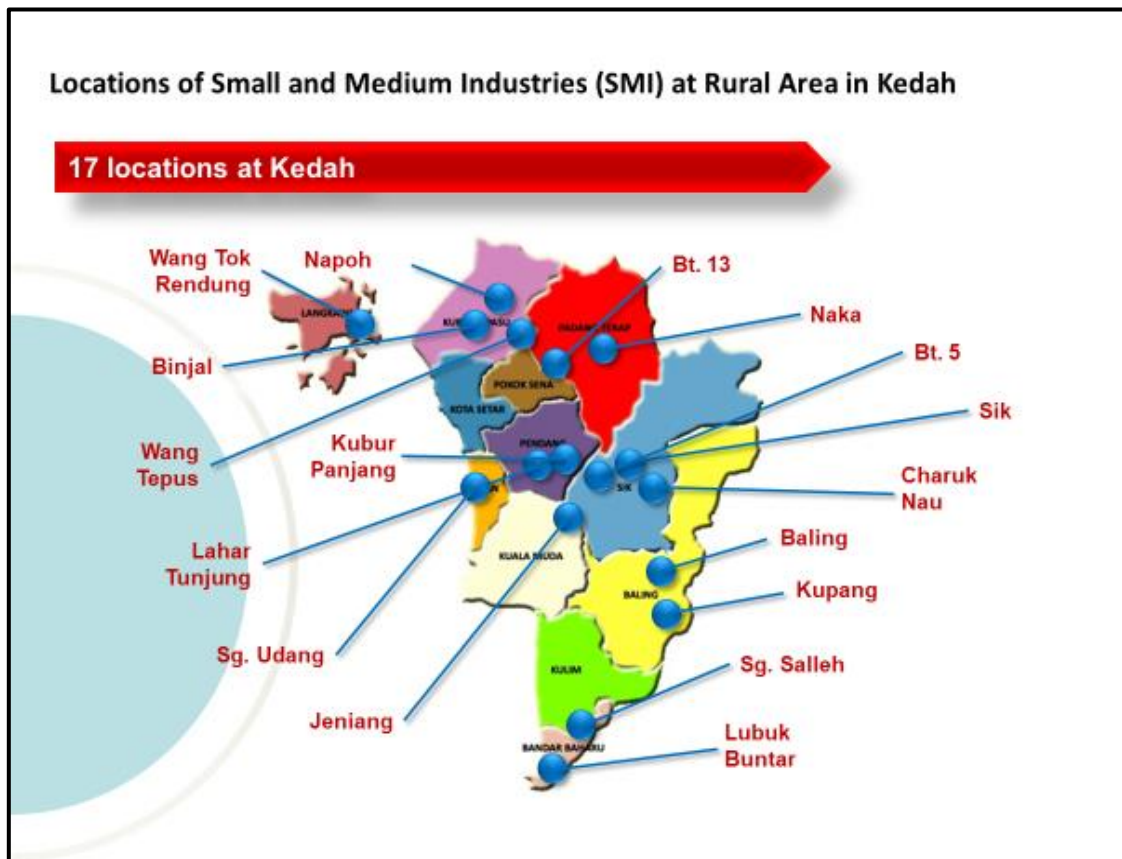 Locations of Small and Medium Industries (SMI) at Rural Area in Kedah
17 locations at Kedah
Wang Tok
Rendung
Napoh
Bt. 13
Naka
Binjal
Bt. 5
Sik
Wang
Tepus
Kubur
Panjang
Charuk
Nau
Lahar
Tunjung
Baling
Kupang
Sg. Udang
Sg. Salleh
Jeniang
Lubuk
Buntar
PADANG TERAP
POKOK SENA
KOTA SETAR
PENDANG
SIK
KUALA MUDA
BALING
KULIM
BANDAR BAHARU